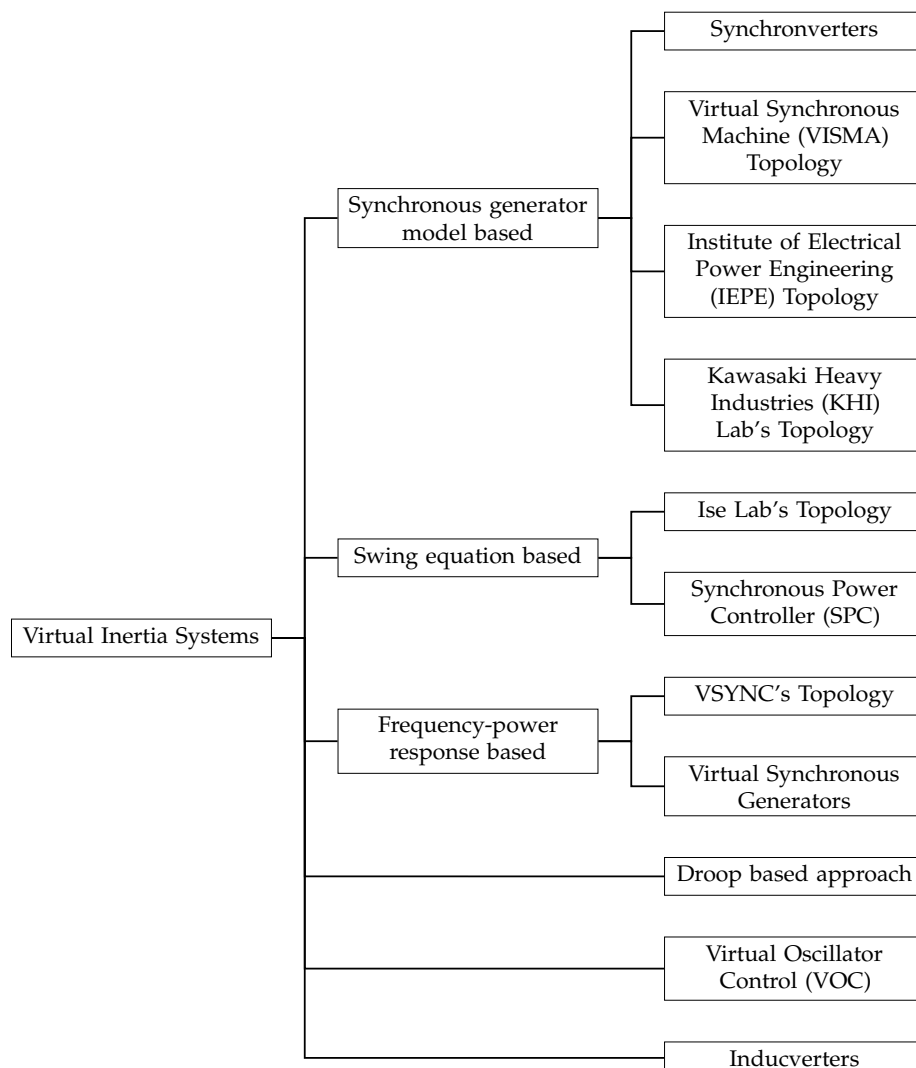 Synchronverters
Virtual Synchronous
Machine (VISMA)
Topology
Synchronous generator
model based
Institute of Electrical
Power Engineering
(IEPE) Topology
Kawasaki Heavy
Industries (KHI)
Lab's Topology
Ise Lab's Topology
Swing equation based
Synchronous Power
Controller (SPC)
Virtual Inertia Systems
VSYNC's Topology
Frequency-power
response based
Virtual Synchronous
Generators
Droop based approach
Virtual Oscillator
Control (VOC)
Inducverters